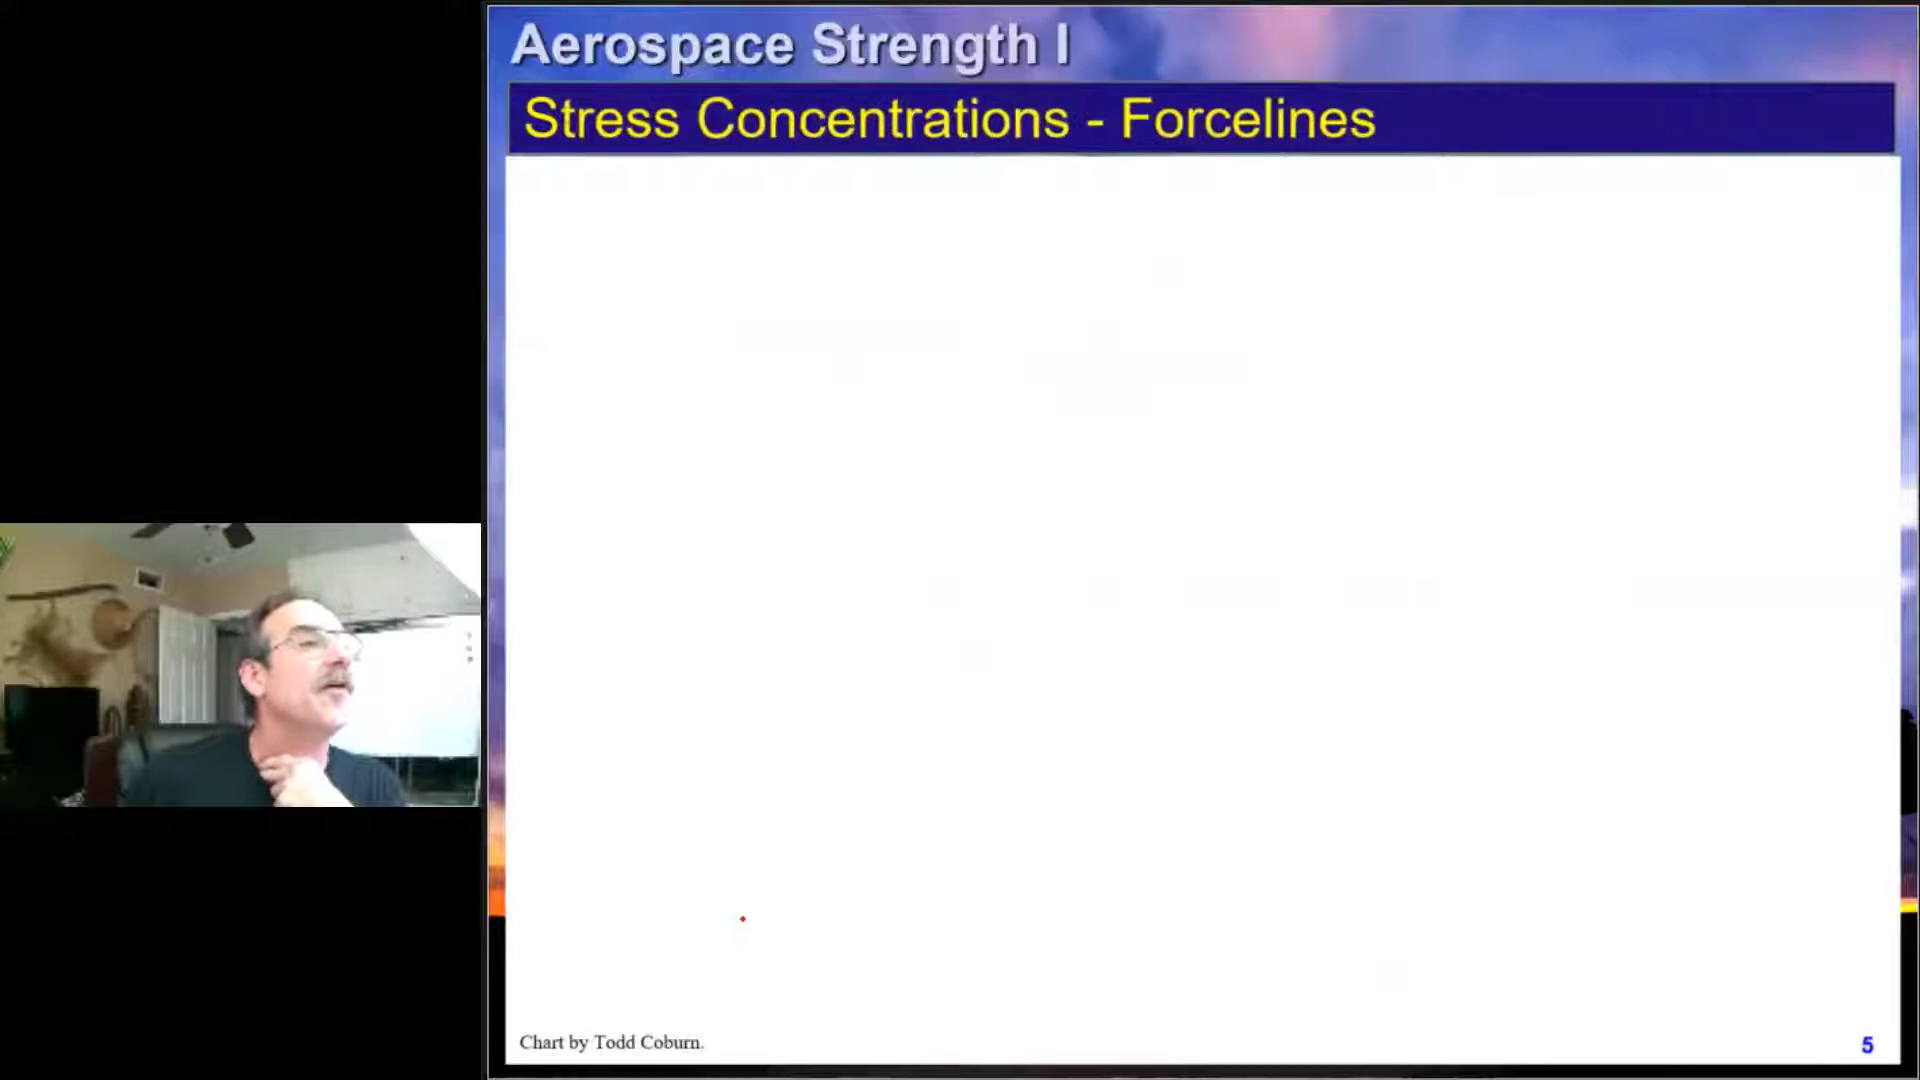 Aerospace Strength I
Stress Concentrations - Forcelines
Chart by Todd Coburn.
5